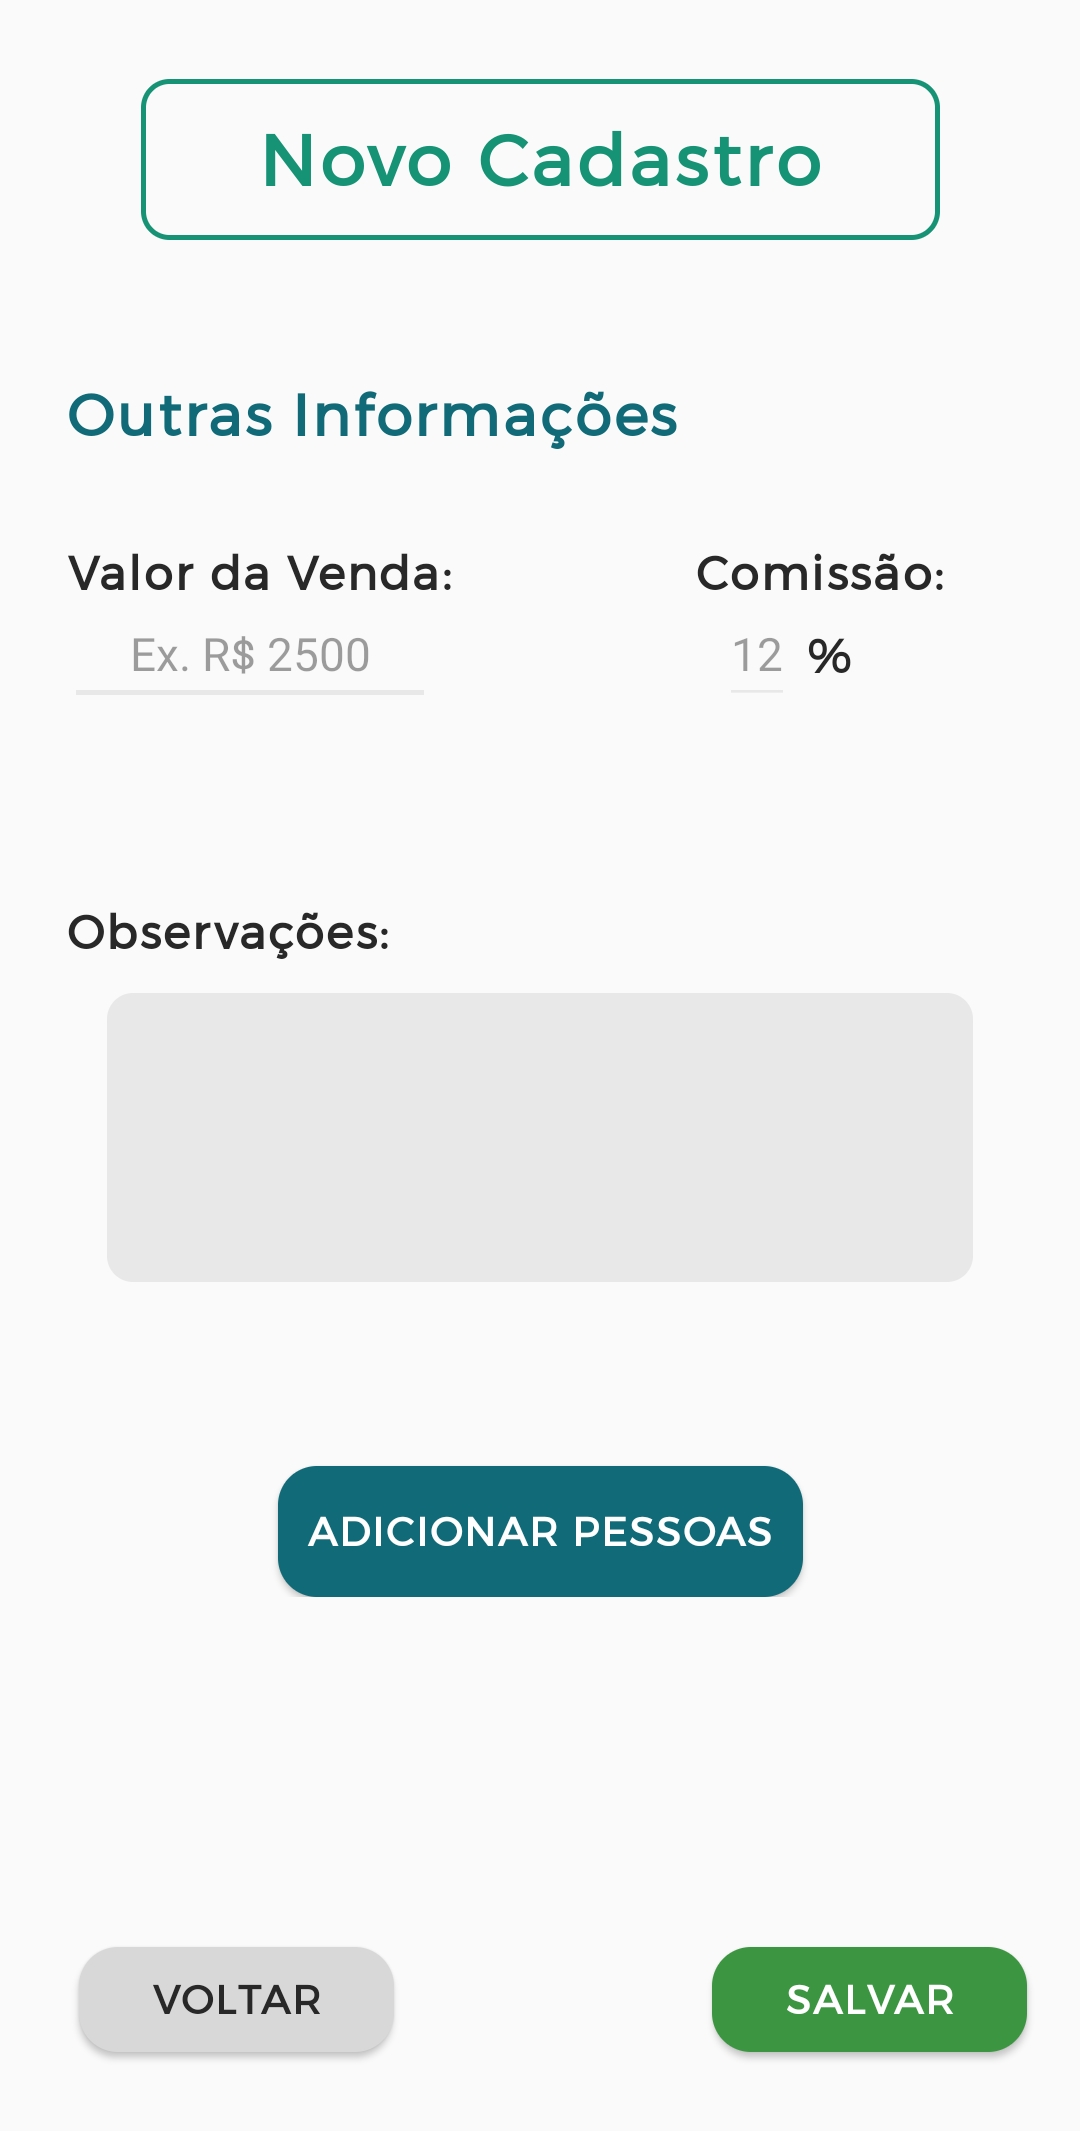 Novo Cadastro
Outras Informações
Valor da Venda: Comissão:
Ex. R$ 2500 12 %
Observações:
ADICIONAR PESSOAS
VOLTAR SALVAR